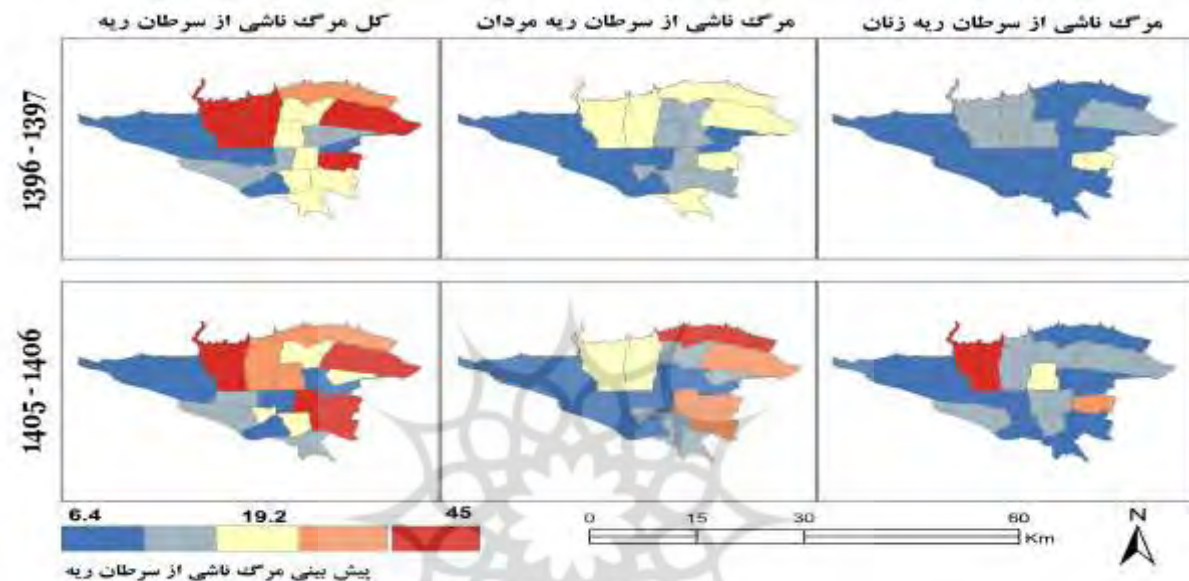 کل مرگ ناشی از سرطان ریه
مرگ ناشی از سرطان ریه مردان
مرگ ناشی از سرطان ریه زنان
1396 - 1397
1405 - 1406
6.4 19.2 45
پیش بینی مرگ ناشی از سرطان ریه
0 15 30 60
Km
N